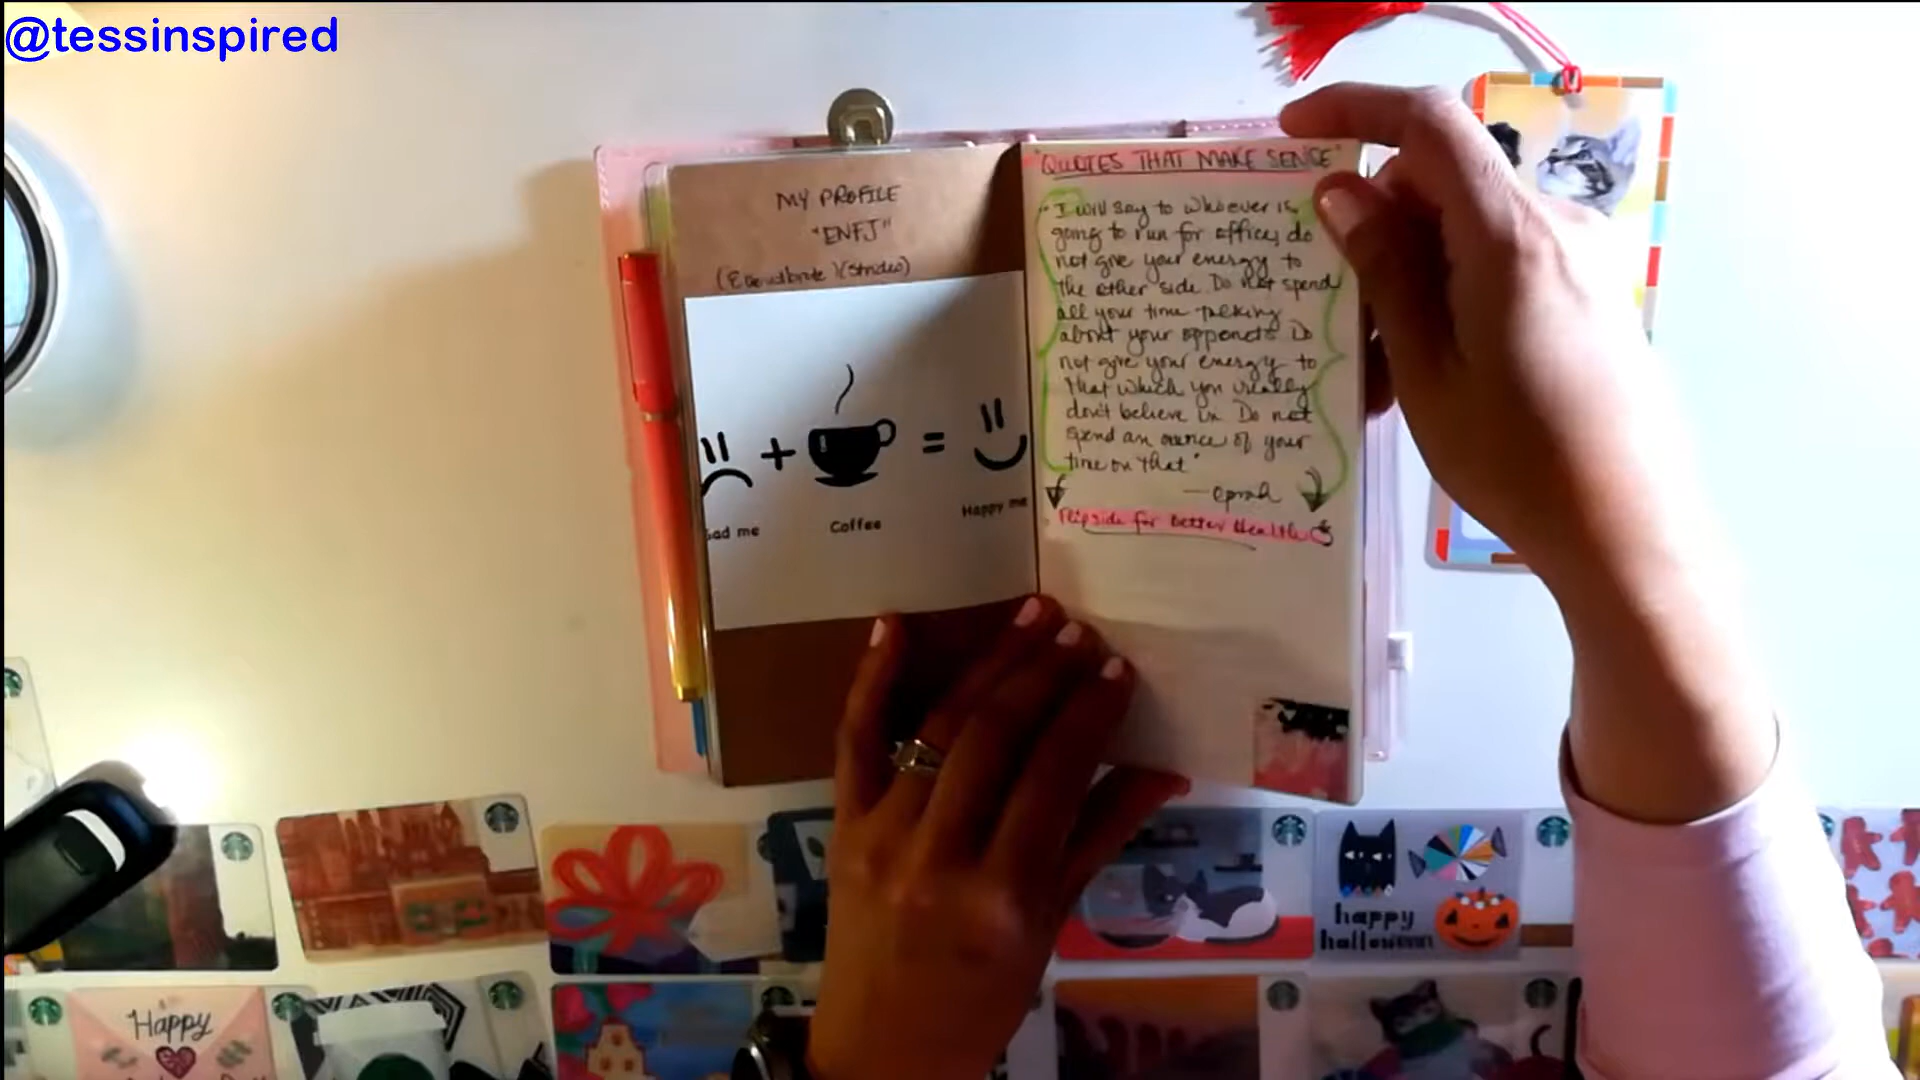 @tessinspired
MY PROFILE
"ENFJ"
"QUOTES THAT MAKE SENSE"
"I will say to whoever is
going to run for office, do
not give your energy to
the other side. Do not spend
all your time talking
about your opponets. Do
not give your energy to
that which you really
don't believe in. Do not
spend an ounce of your
time on that"
— Oprah
Flipside for Better Health
+
=
Sad me
Coffee
Happy me
happy
halloween
Happy